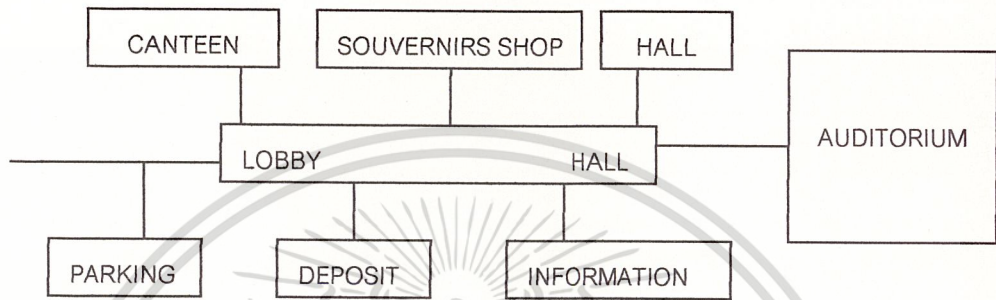 CANTEEN
SOUVERNIRS SHOP
HALL
AUDITORIUM
LOBBY HALL
PARKING
DEPOSIT
INFORMATION